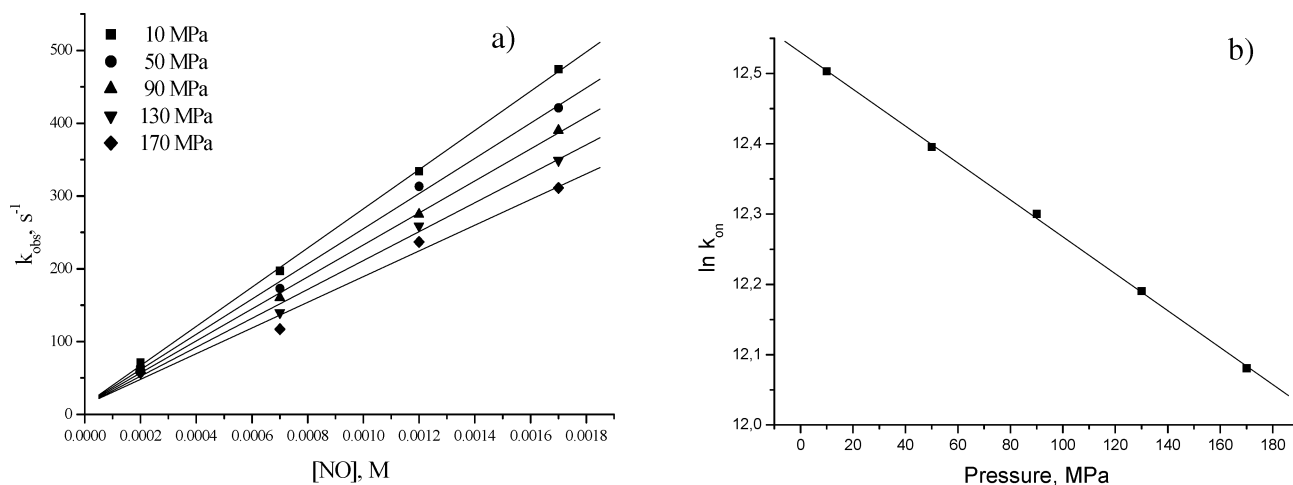 a)
10 MPa
50 MPa
90 MPa
130 MPa
170 MPa
500
400
300
200
100
0
k_obs, s^-1
0.0000 0.0002 0.0004 0.0006 0.0008 0.0010 0.0012 0.0014 0.0016 0.0018
[NO], M
b)
12,5
12,4
12,3
12,2
12,1
12,0
ln k_on
0 20 40 60 80 100 120 140 160 180
Pressure, MPa